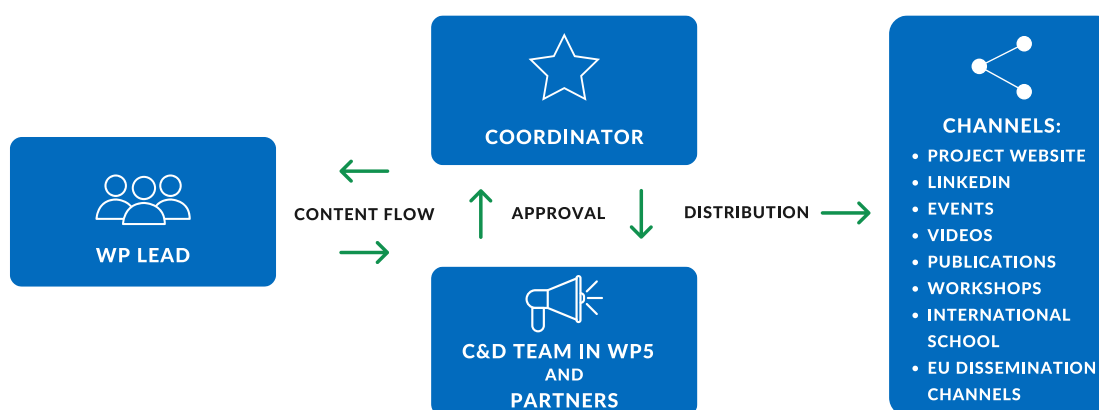 COORDINATOR
WP LEAD
CONTENT FLOW
APPROVAL
DISTRIBUTION
C&D TEAM IN WP5
AND
PARTNERS
CHANNELS:
• PROJECT WEBSITE
• LINKEDIN
• EVENTS
• VIDEOS
• PUBLICATIONS
• WORKSHOPS
• INTERNATIONAL
SCHOOL
• EU DISSEMINATION
CHANNELS